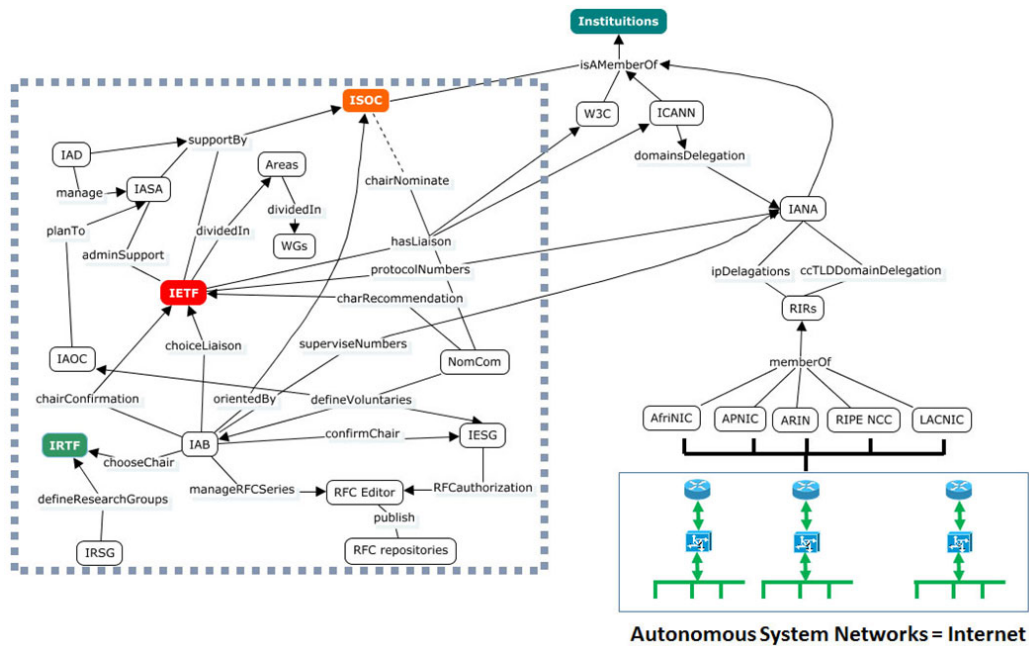 Instituitions
isAMemberOf
ISOC
W3C
ICANN
IAD
supportBy
domainsDelegation
Areas
manage
IASA
chairNominate
dividedIn
IANA
planTo
dividedIn
WGs
hasLiaison
adminSupport
protocolNumbers
ipDelagations
ccTLDDomainDelegation
IETF
charRecommendation
RIRs
choiceLiaison
superviseNumbers
IAOC
NomCom
memberOf
chairConfirmation
orientedBy
defineVoluntaries
AfriNIC
APNIC
ARIN
RIPE NCC
LACNIC
IRTF
IAB
confirmChair
IESG
chooseChair
manageRFCSeries
RFC Editor
RFCauthorization
defineResearchGroups
publish
IRSG
RFC repositories
Autonomous System Networks = Internet